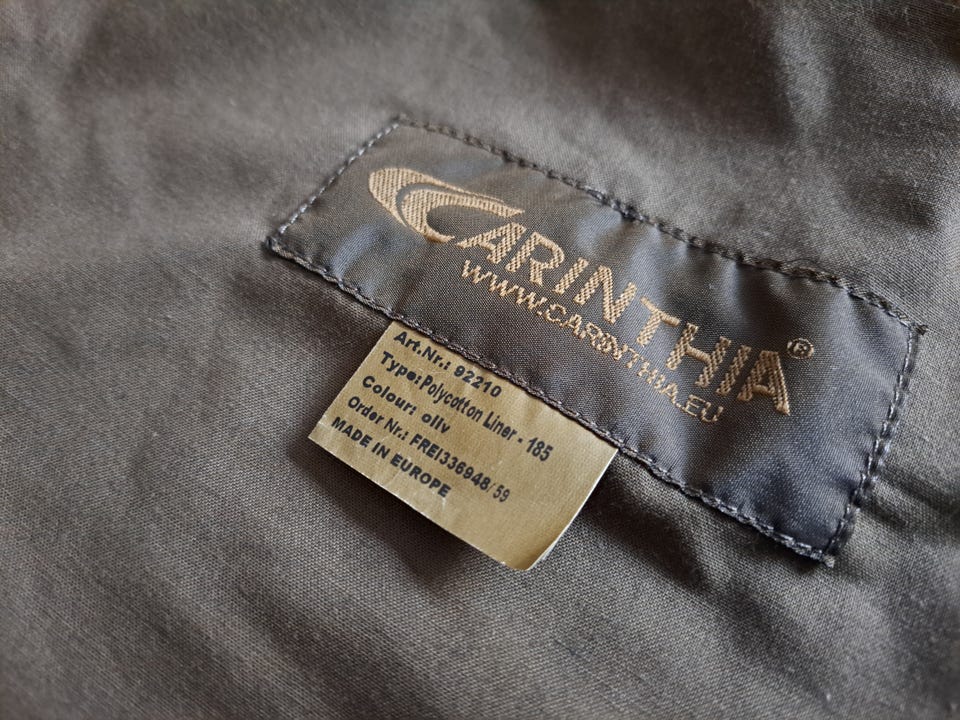 CARINTHIA®
WWW.CARINTHIA.EU
Art.Nr.: 92210
Type: Polycotton Liner - 185
Colour: oliv
Order Nr.: FREI336948/59
MADE IN EUROPE